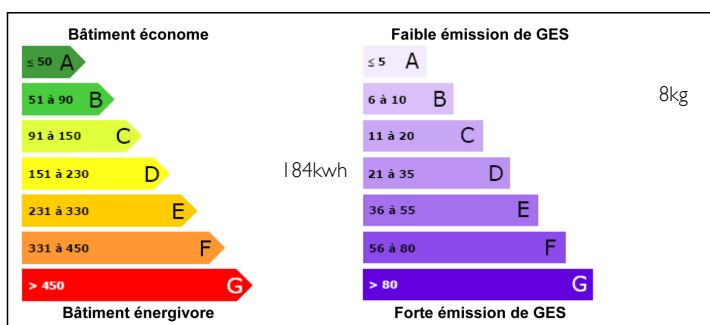 Bâtiment économe
≤ 50 A
51 à 90 B
91 à 150 C
151 à 230 D
184kwh
231 à 330 E
331 à 450 F
> 450 G
Bâtiment énergivore
Faible émission de GES
≤ 5 A
6 à 10 B
8kg
11 à 20 C
21 à 35 D
36 à 55 E
56 à 80 F
> 80 G
Forte émission de GES